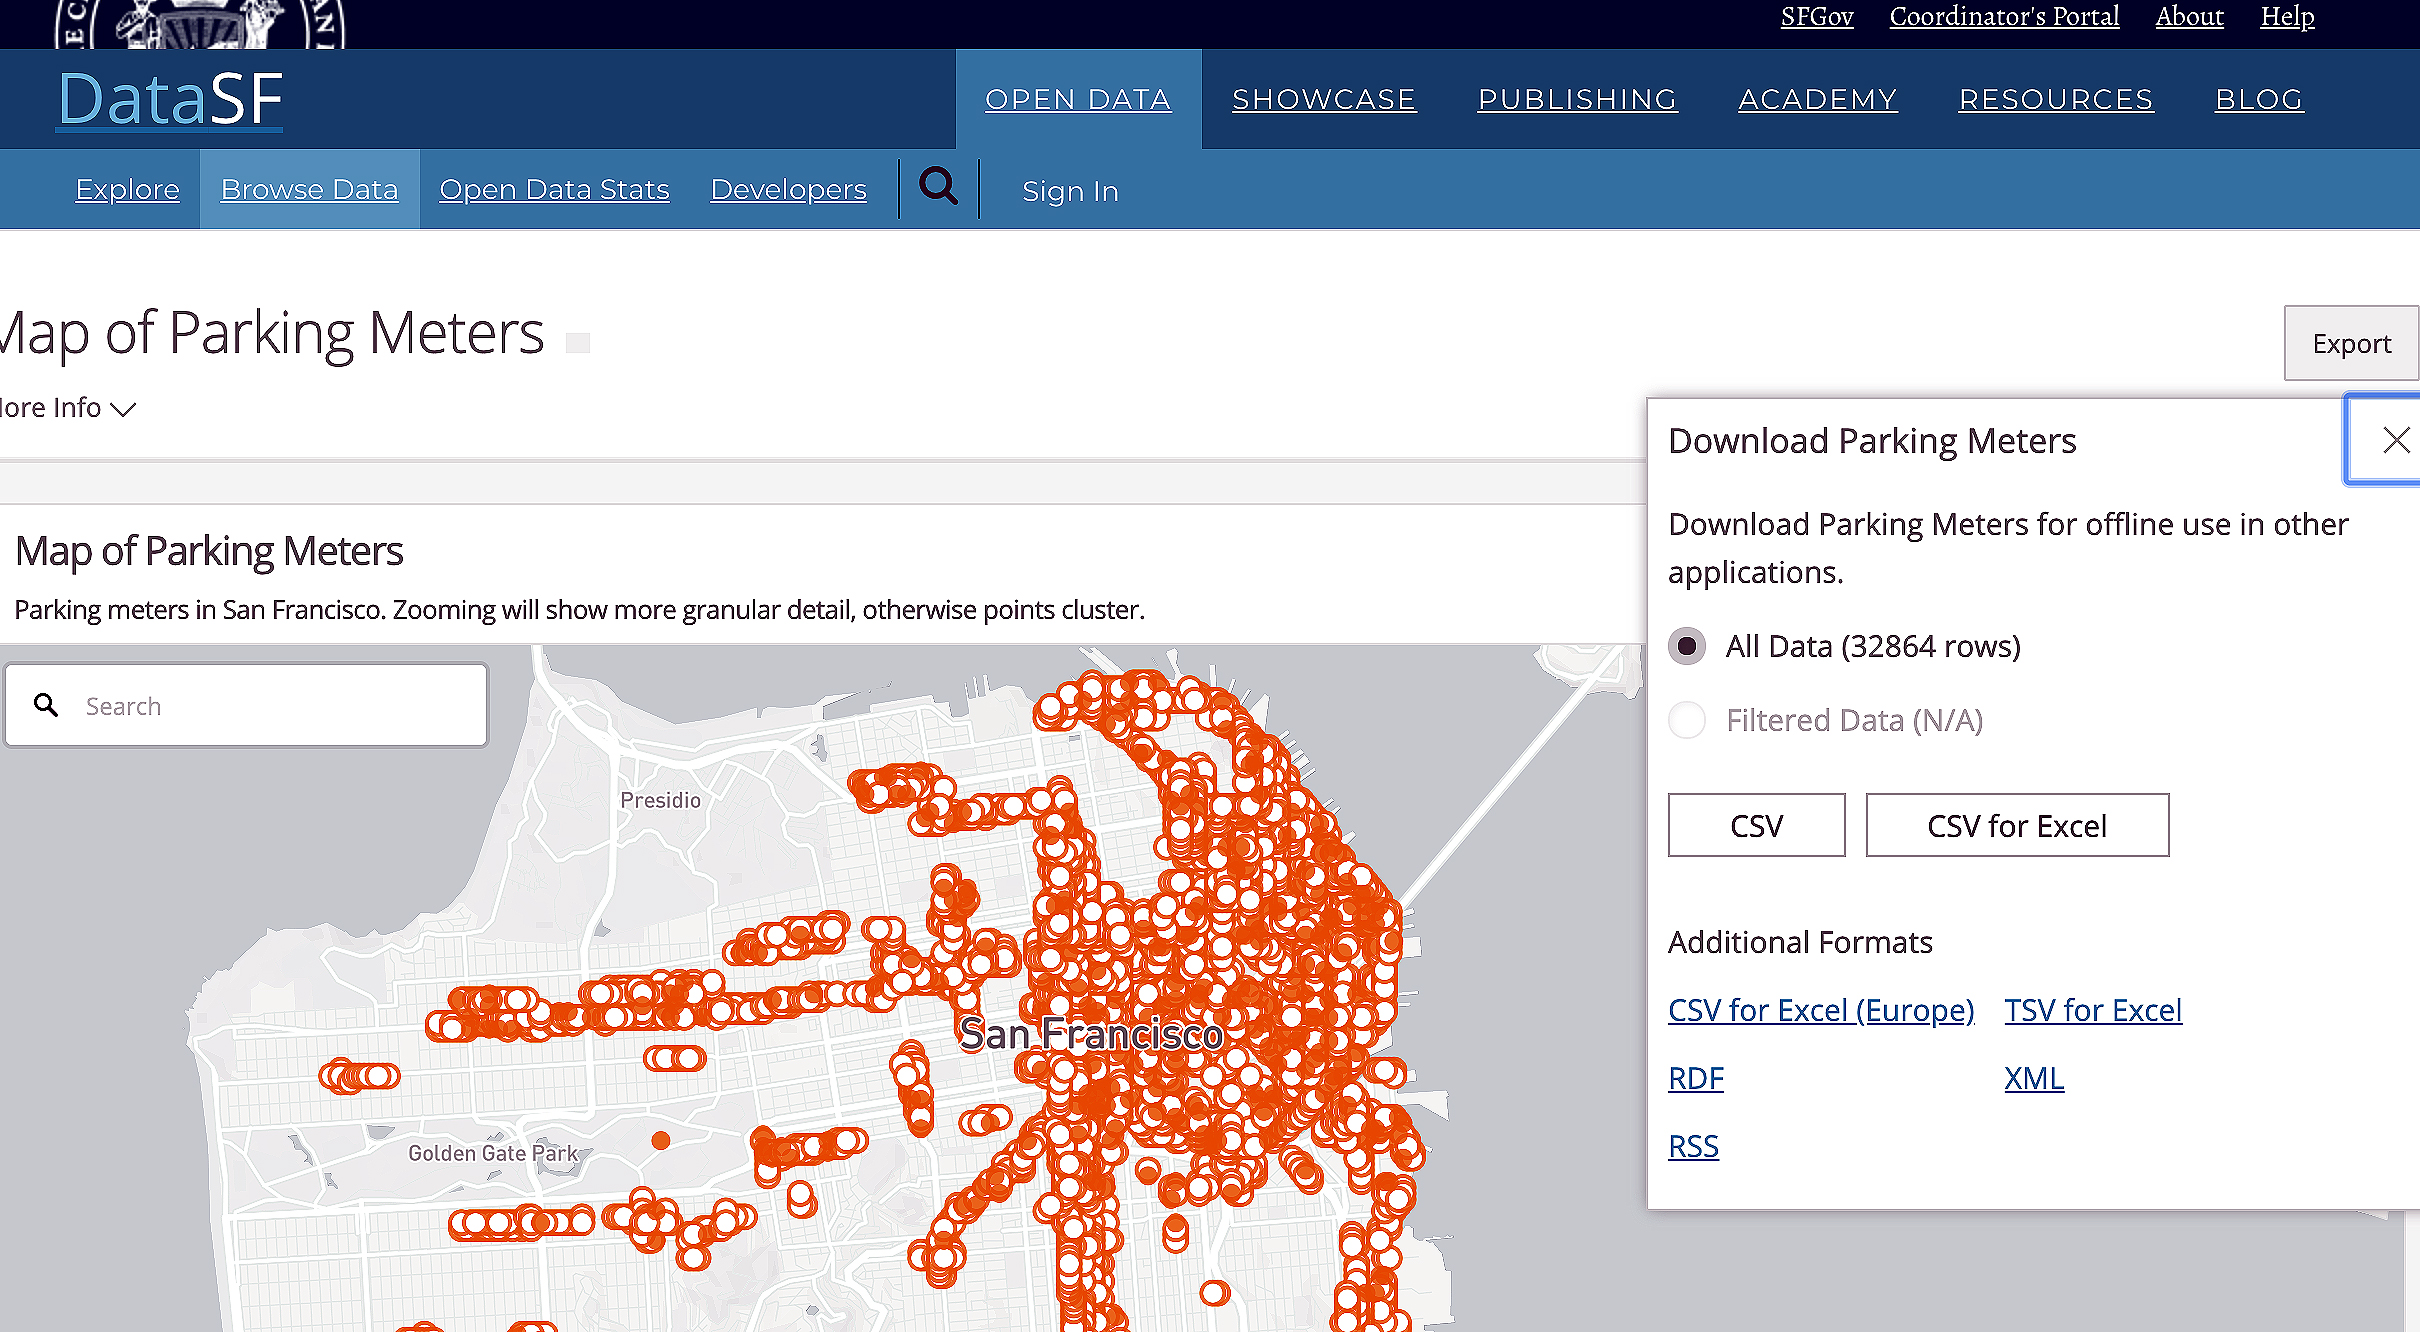 SFGov Coordinator's Portal About Help
DataSF
OPEN DATA SHOWCASE PUBLISHING ACADEMY RESOURCES BLOG
Explore Browse Data Open Data Stats Developers Sign In
Map of Parking Meters
Export
More Info
Download Parking Meters
Download Parking Meters for offline use in other
applications.
All Data (32864 rows)
Filtered Data (N/A)
CSV CSV for Excel
Additional Formats
CSV for Excel (Europe) TSV for Excel
RDF XML
RSS
Map of Parking Meters
Parking meters in San Francisco. Zooming will show more granular detail, otherwise points cluster.
Search
Presidio
San Francisco
Golden Gate Park